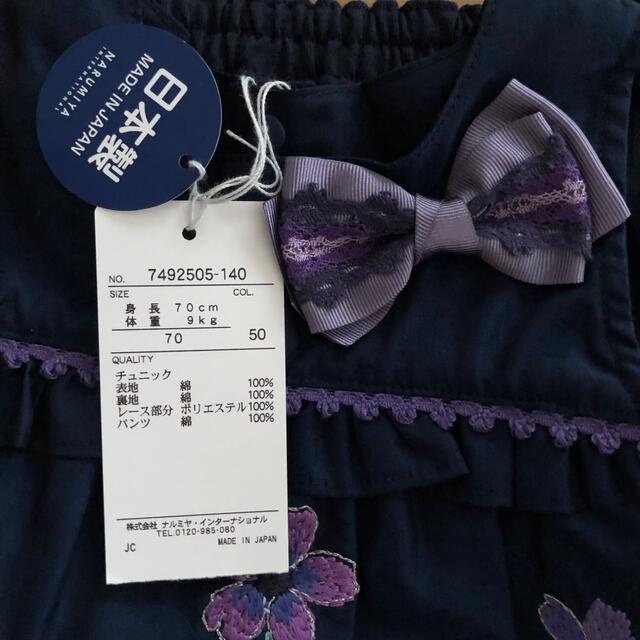 日本製
MADE IN JAPAN
NARUMIYA
INTERNATIONAL
NO. 7492505-140
SIZE COL.
身 長 70cm
体 重 9kg
70 50
QUALITY
チュニック
表地 綿 100%
裏地 綿 100%
レース部分 ポリエステル 100%
パンツ 綿 100%
株式会社 ナルミヤ・インターナショナル
TEL.0120-985-080
JC MADE IN JAPAN